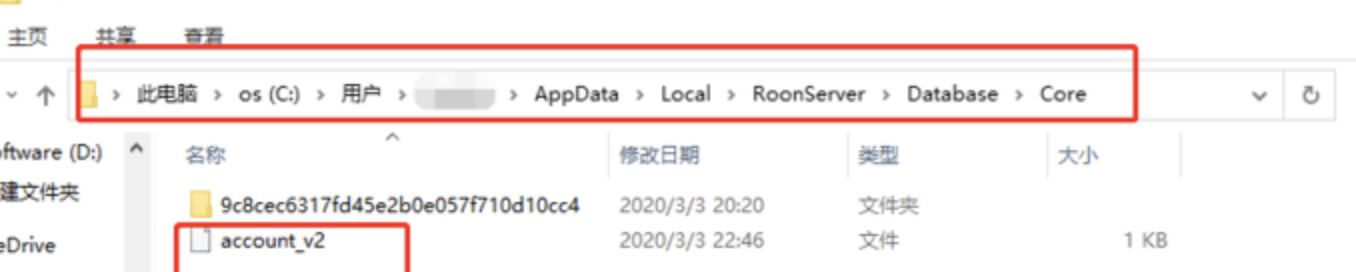 主页 共享 查看
此电脑 › os (C:) › 用户 › › AppData › Local › RoonServer › Database › Core
oftware (D:)
名称 修改日期 类型 大小
建文件夹
9c8cec6317fd45e2b0e057f710d10cc4 2020/3/3 20:20 文件夹
account_v2 2020/3/3 22:46 文件 1 KB
eDrive